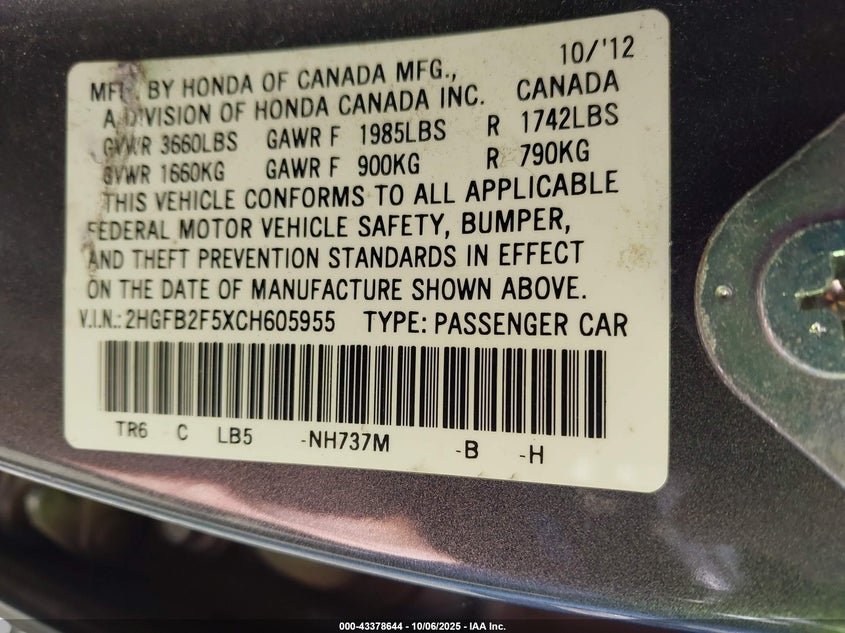 10/'12
MFD. BY HONDA OF CANADA MFG.,
A DIVISION OF HONDA CANADA INC. CANADA
GVWR 3660LBS GAWR F 1985LBS R 1742LBS
GVWR 1660KG GAWR F 900KG R 790KG
THIS VEHICLE CONFORMS TO ALL APPLICABLE
FEDERAL MOTOR VEHICLE SAFETY, BUMPER,
AND THEFT PREVENTION STANDARDS IN EFFECT
ON THE DATE OF MANUFACTURE SHOWN ABOVE.
V.I.N.: 2HGFB2F5XCH605955 TYPE: PASSENGER CAR
TR6 C LB5 -NH737M -B -H
000-43378644 | 10/06/2025 - IAA Inc.